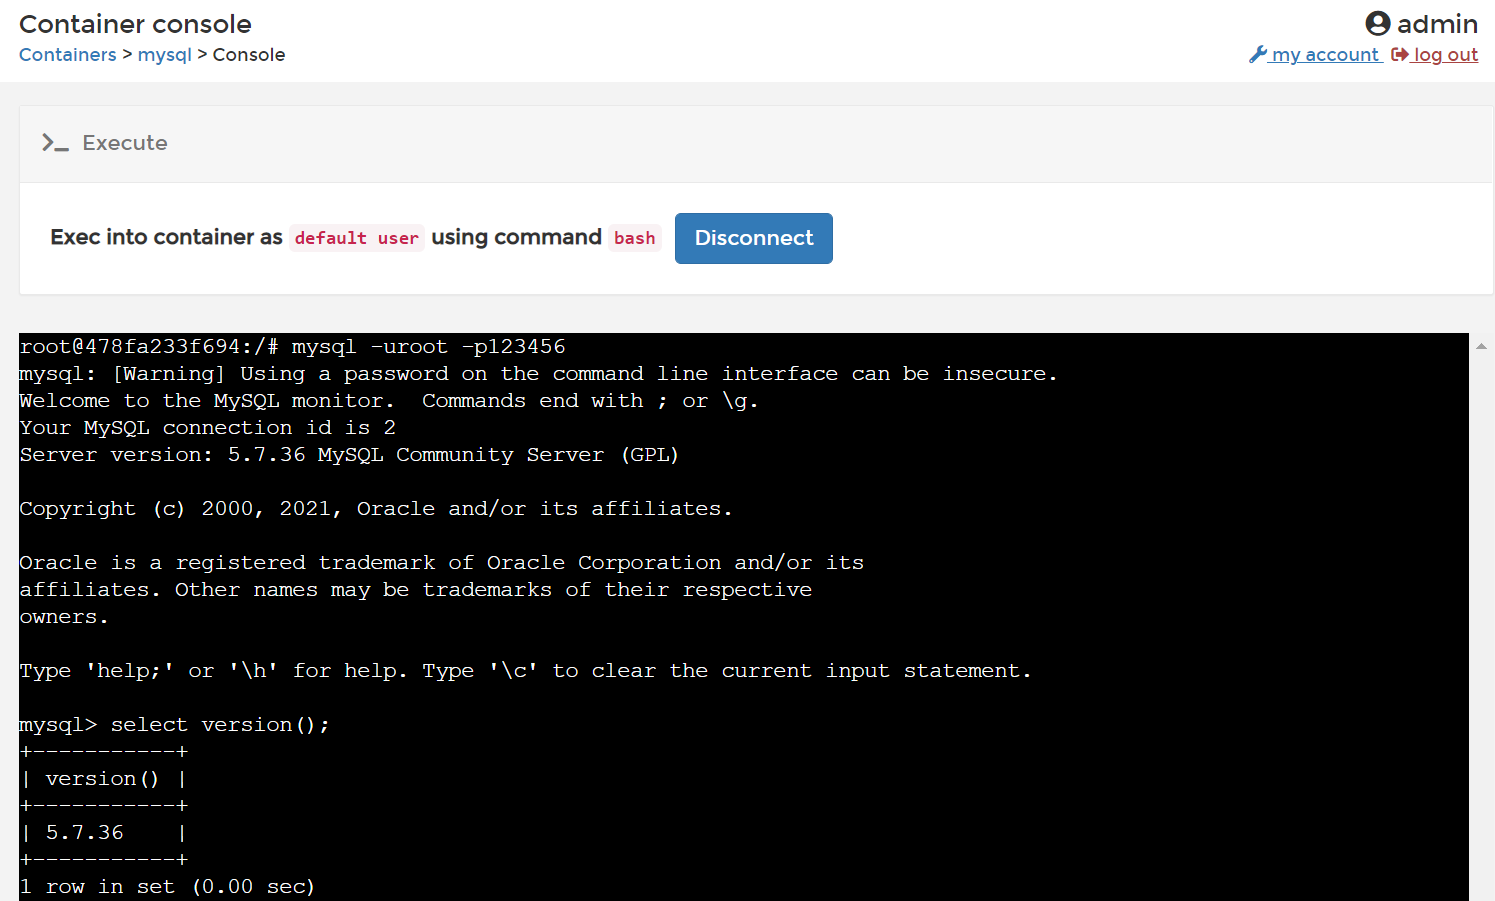 Container console
admin
Containers > mysql > Console
my account log out
Execute
Exec into container as default user using command bash Disconnect
root@478fa233f694:/# mysql -uroot -p123456
mysql: [Warning] Using a password on the command line interface can be insecure.
Welcome to the MySQL monitor.  Commands end with ; or \g.
Your MySQL connection id is 2
Server version: 5.7.36 MySQL Community Server (GPL)

Copyright (c) 2000, 2021, Oracle and/or its affiliates.

Oracle is a registered trademark of Oracle Corporation and/or its
affiliates. Other names may be trademarks of their respective
owners.

Type 'help;' or '\h' for help. Type '\c' to clear the current input statement.

mysql> select version();
+-----------+
| version() |
+-----------+
| 5.7.36    |
+-----------+
1 row in set (0.00 sec)